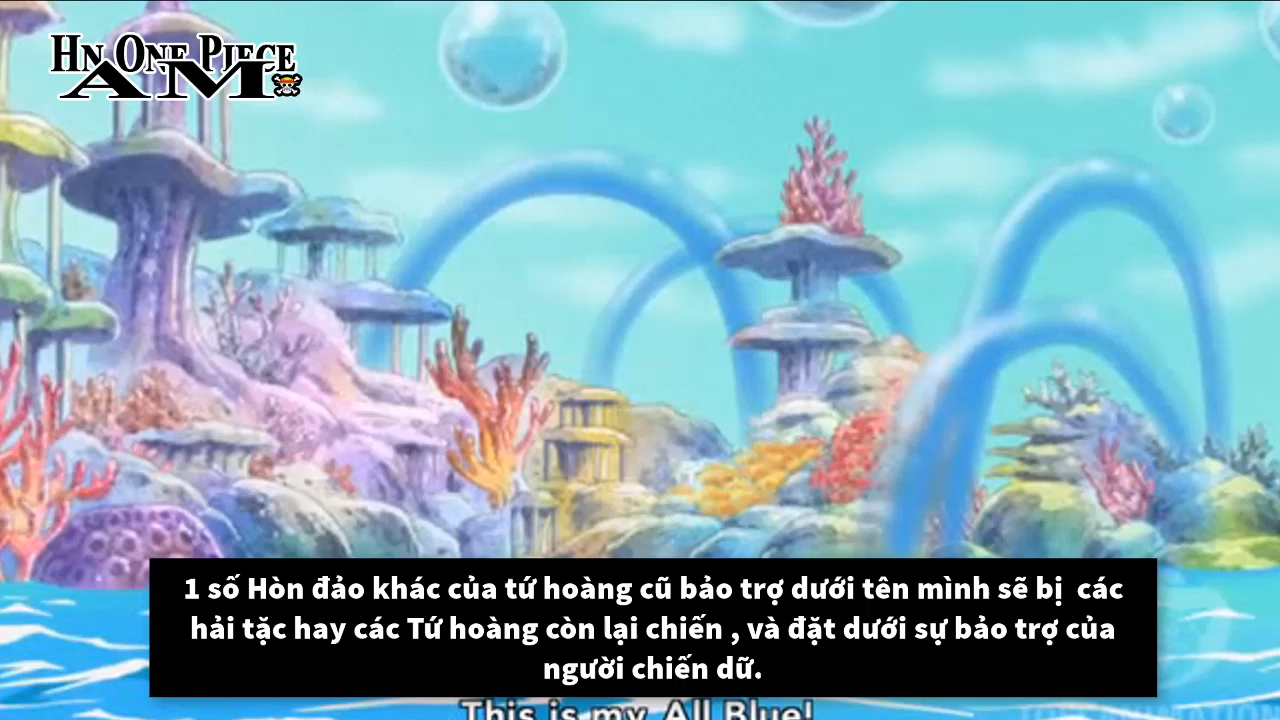 HN ONE PIECE
AM
1 số Hòn đảo khác của tứ hoàng cũ bảo trợ dưới tên mình sẽ bị  các
hải tặc hay các Tứ hoàng còn lại chiến , và đặt dưới sự bảo trợ của
người chiến dữ.
This is my All Blue!